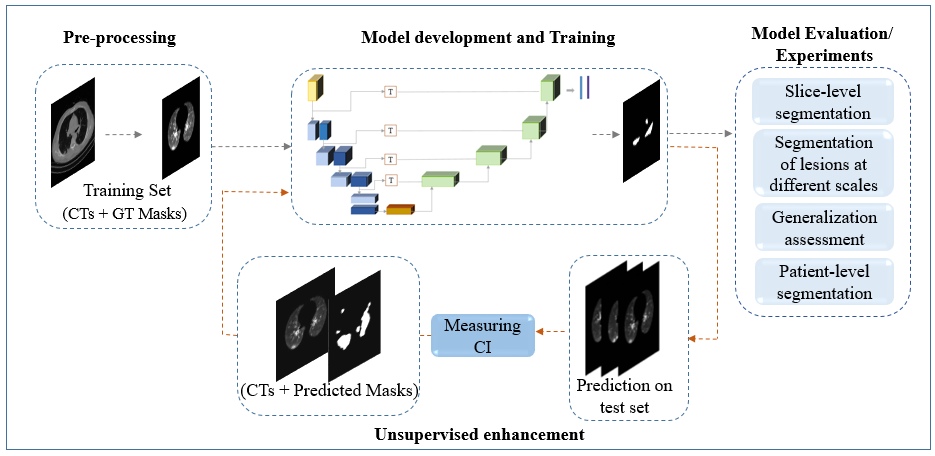 Pre-processing
Model development and Training
Model Evaluation/
Experiments
T
T
T
T
Training Set
(CTs + GT Masks)
Slice-level
segmentation
Segmentation
of lesions at
different scales
Generalization
assessment
Patient-level
segmentation
(CTs + Predicted Masks)
Measuring
CI
Prediction on
test set
Unsupervised enhancement